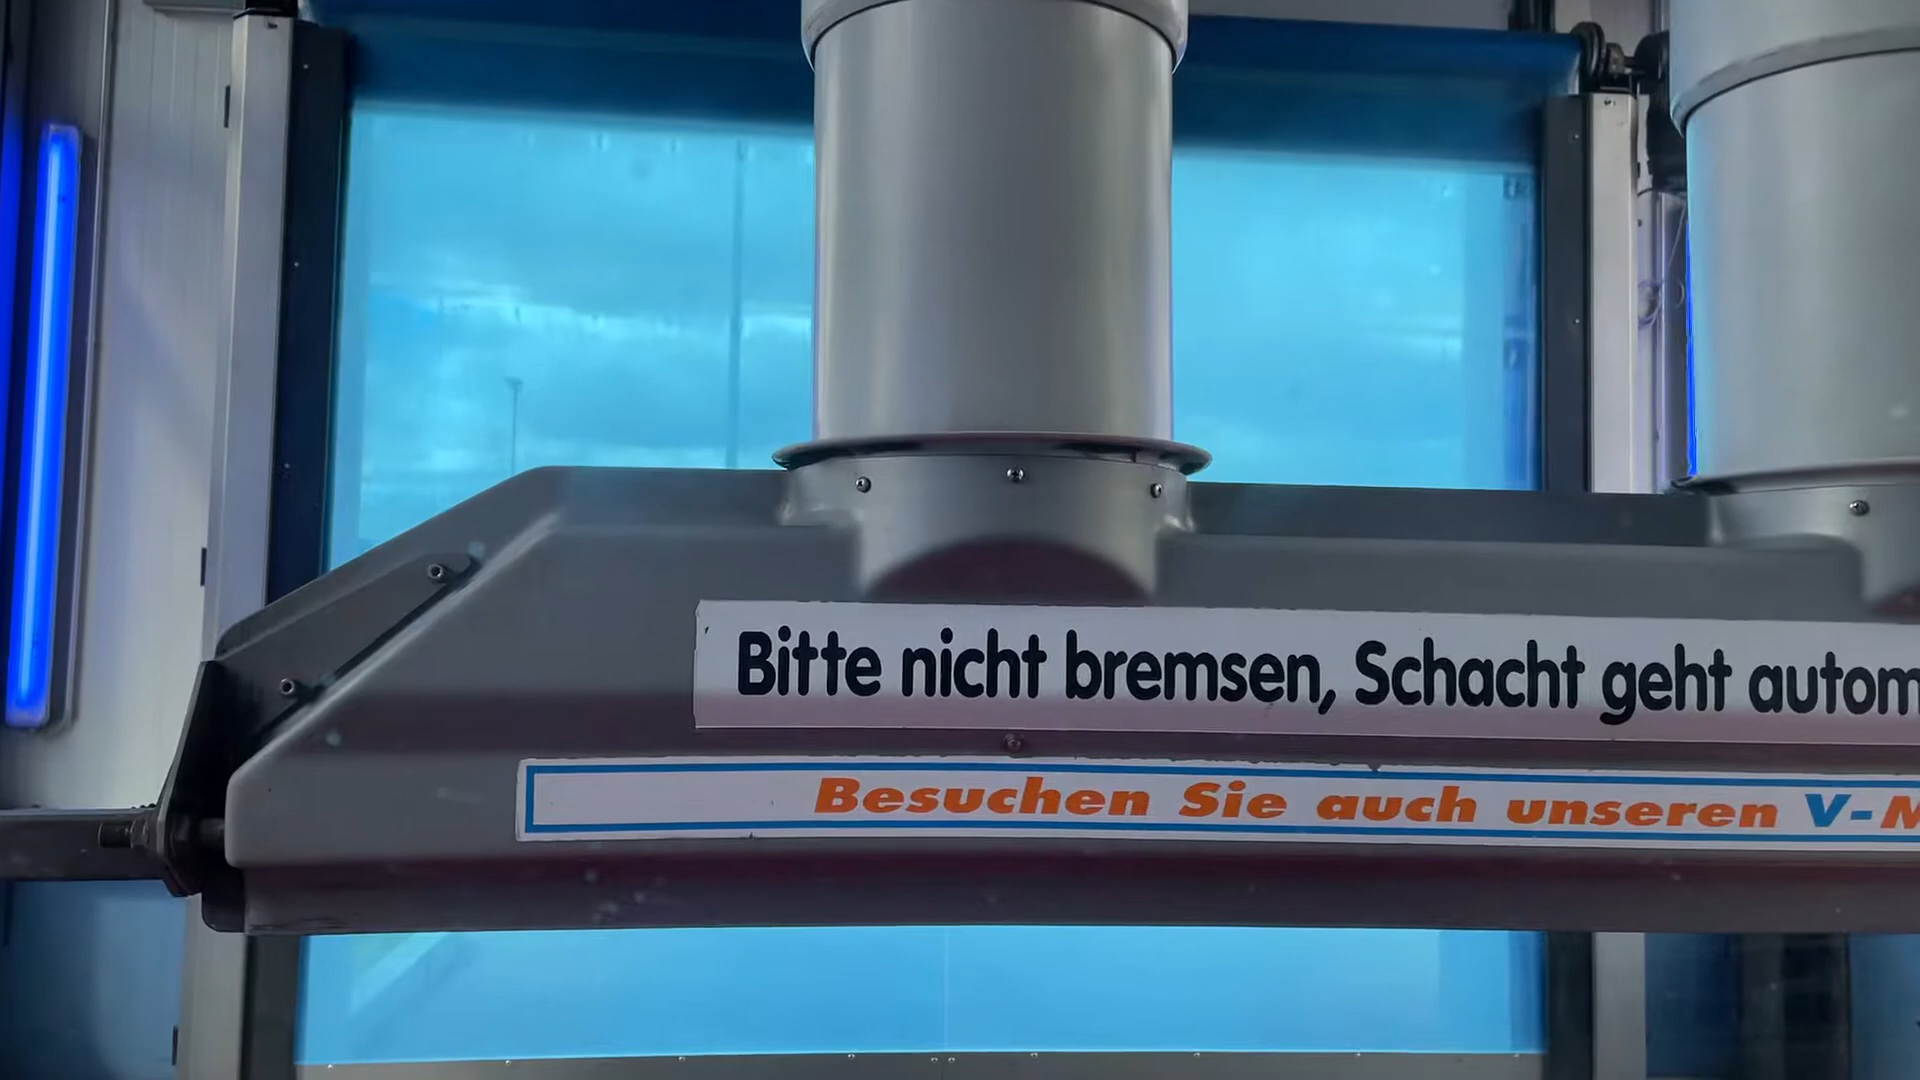 Bitte nicht bremsen, Schacht geht autom
Besuchen Sie auch unseren V-M